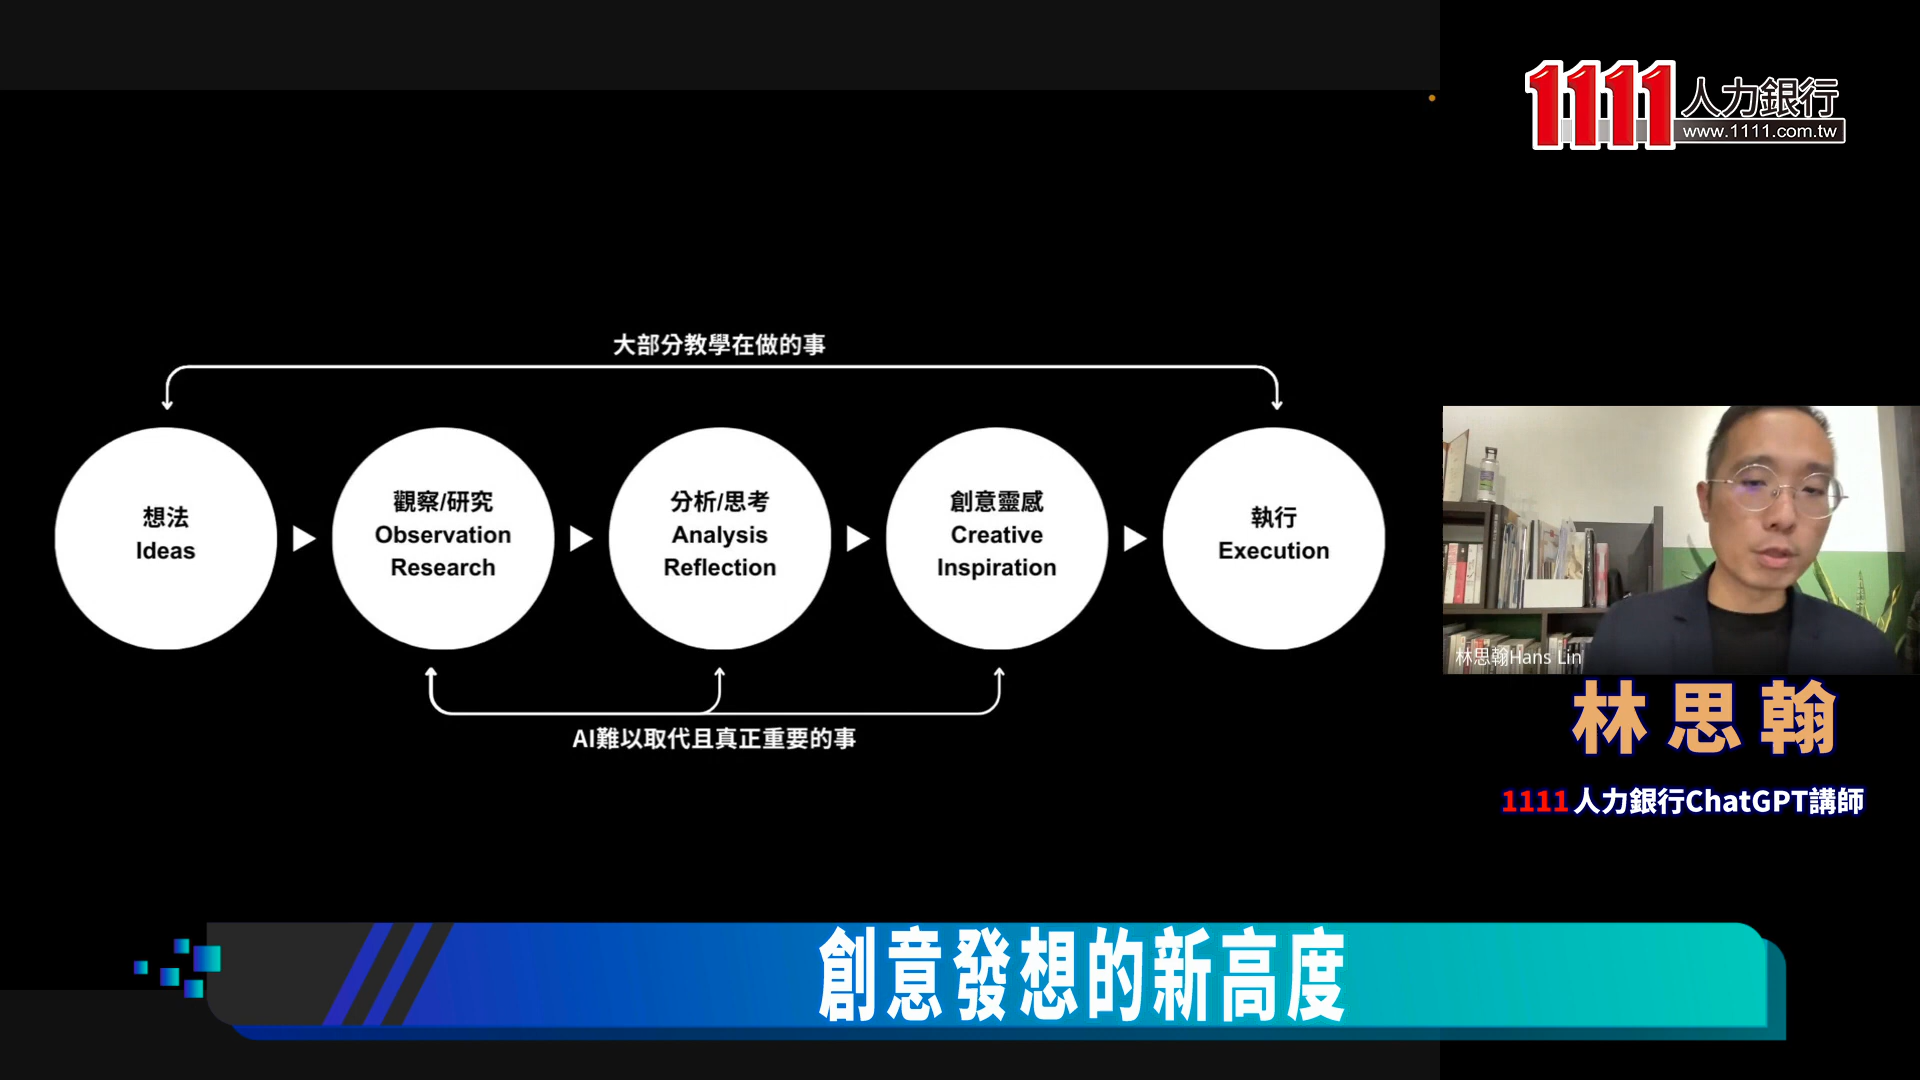 1111人力銀行
www.1111.com.tw
大部分教學在做的事
想法
Ideas
觀察/研究
Observation
Research
分析/思考
Analysis
Reflection
創意靈感
Creative
Inspiration
執行
Execution
AI難以取代且真正重要的事
林思翰Hans Lin
林思翰
1111人力銀行ChatGPT講師
創意發想的新高度